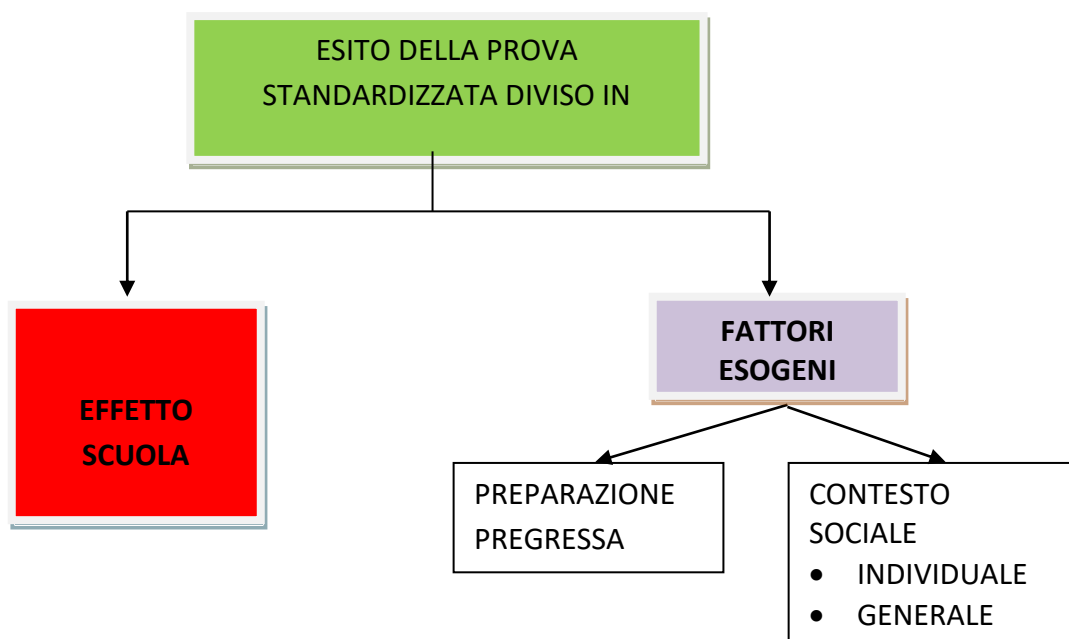 ESITO DELLA PROVA
STANDARDIZZATA DIVISO IN
EFFETTO
SCUOLA
FATTORI
ESOGENI
PREPARAZIONE
PREGRESSA
CONTESTO
SOCIALE
• INDIVIDUALE
• GENERALE